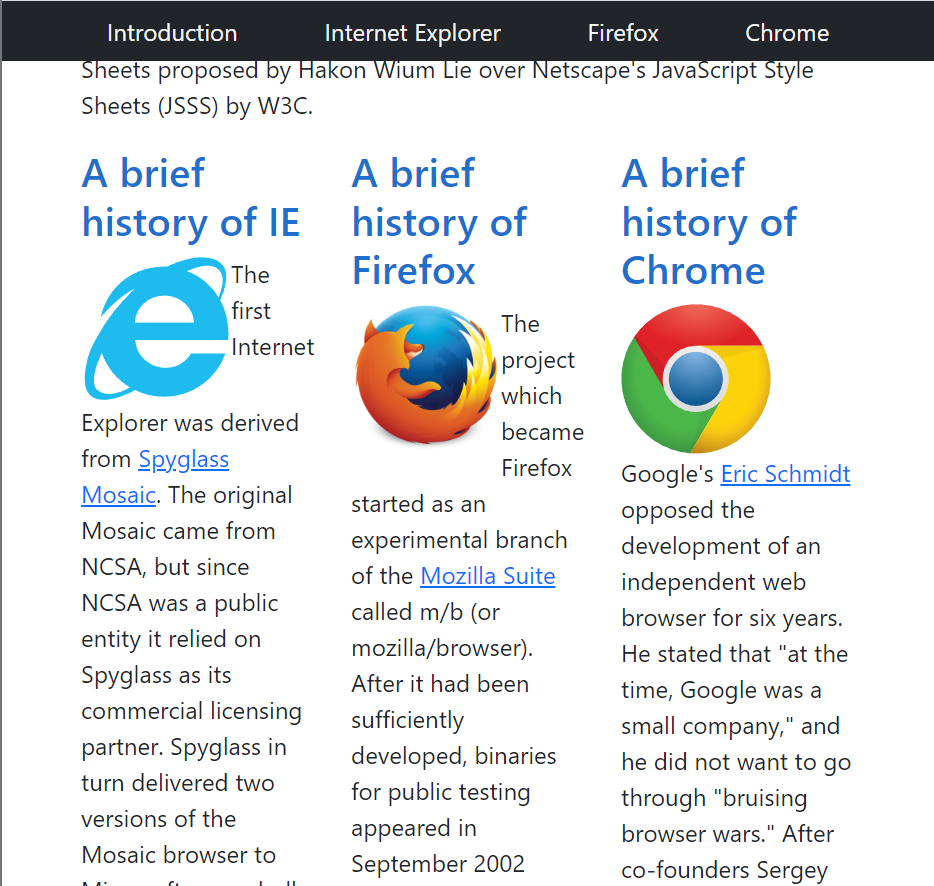 Introduction Internet Explorer Firefox Chrome
Sheets proposed by Hakon Wium Lie over Netscape's JavaScript Style
Sheets (JSSS) by W3C.
A brief
history of IE
The
first
Internet
Explorer was derived
from Spyglass
Mosaic. The original
Mosaic came from
NCSA, but since
NCSA was a public
entity it relied on
Spyglass as its
commercial licensing
partner. Spyglass in
turn delivered two
versions of the
Mosaic browser to
A brief
history of
Firefox
The
project
which
became
Firefox
started as an
experimental branch
of the Mozilla Suite
called m/b (or
mozilla/browser).
After it had been
sufficiently
developed, binaries
for public testing
appeared in
September 2002
A brief
history of
Chrome
Google's Eric Schmidt
opposed the
development of an
independent web
browser for six years.
He stated that "at the
time, Google was a
small company," and
he did not want to go
through "bruising
browser wars." After
co-founders Sergey